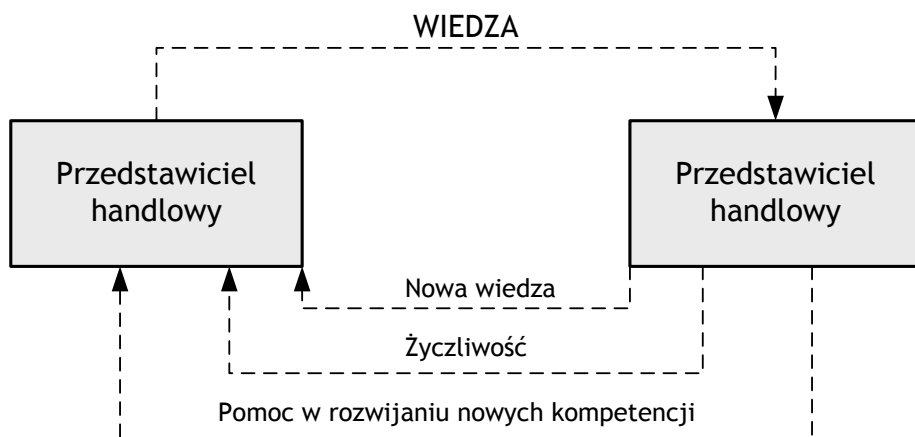 WIEDZA
Przedstawiciel
handlowy
Przedstawiciel
handlowy
Nowa wiedza
Życzliwość
Pomoc w rozwijaniu nowych kompetencji